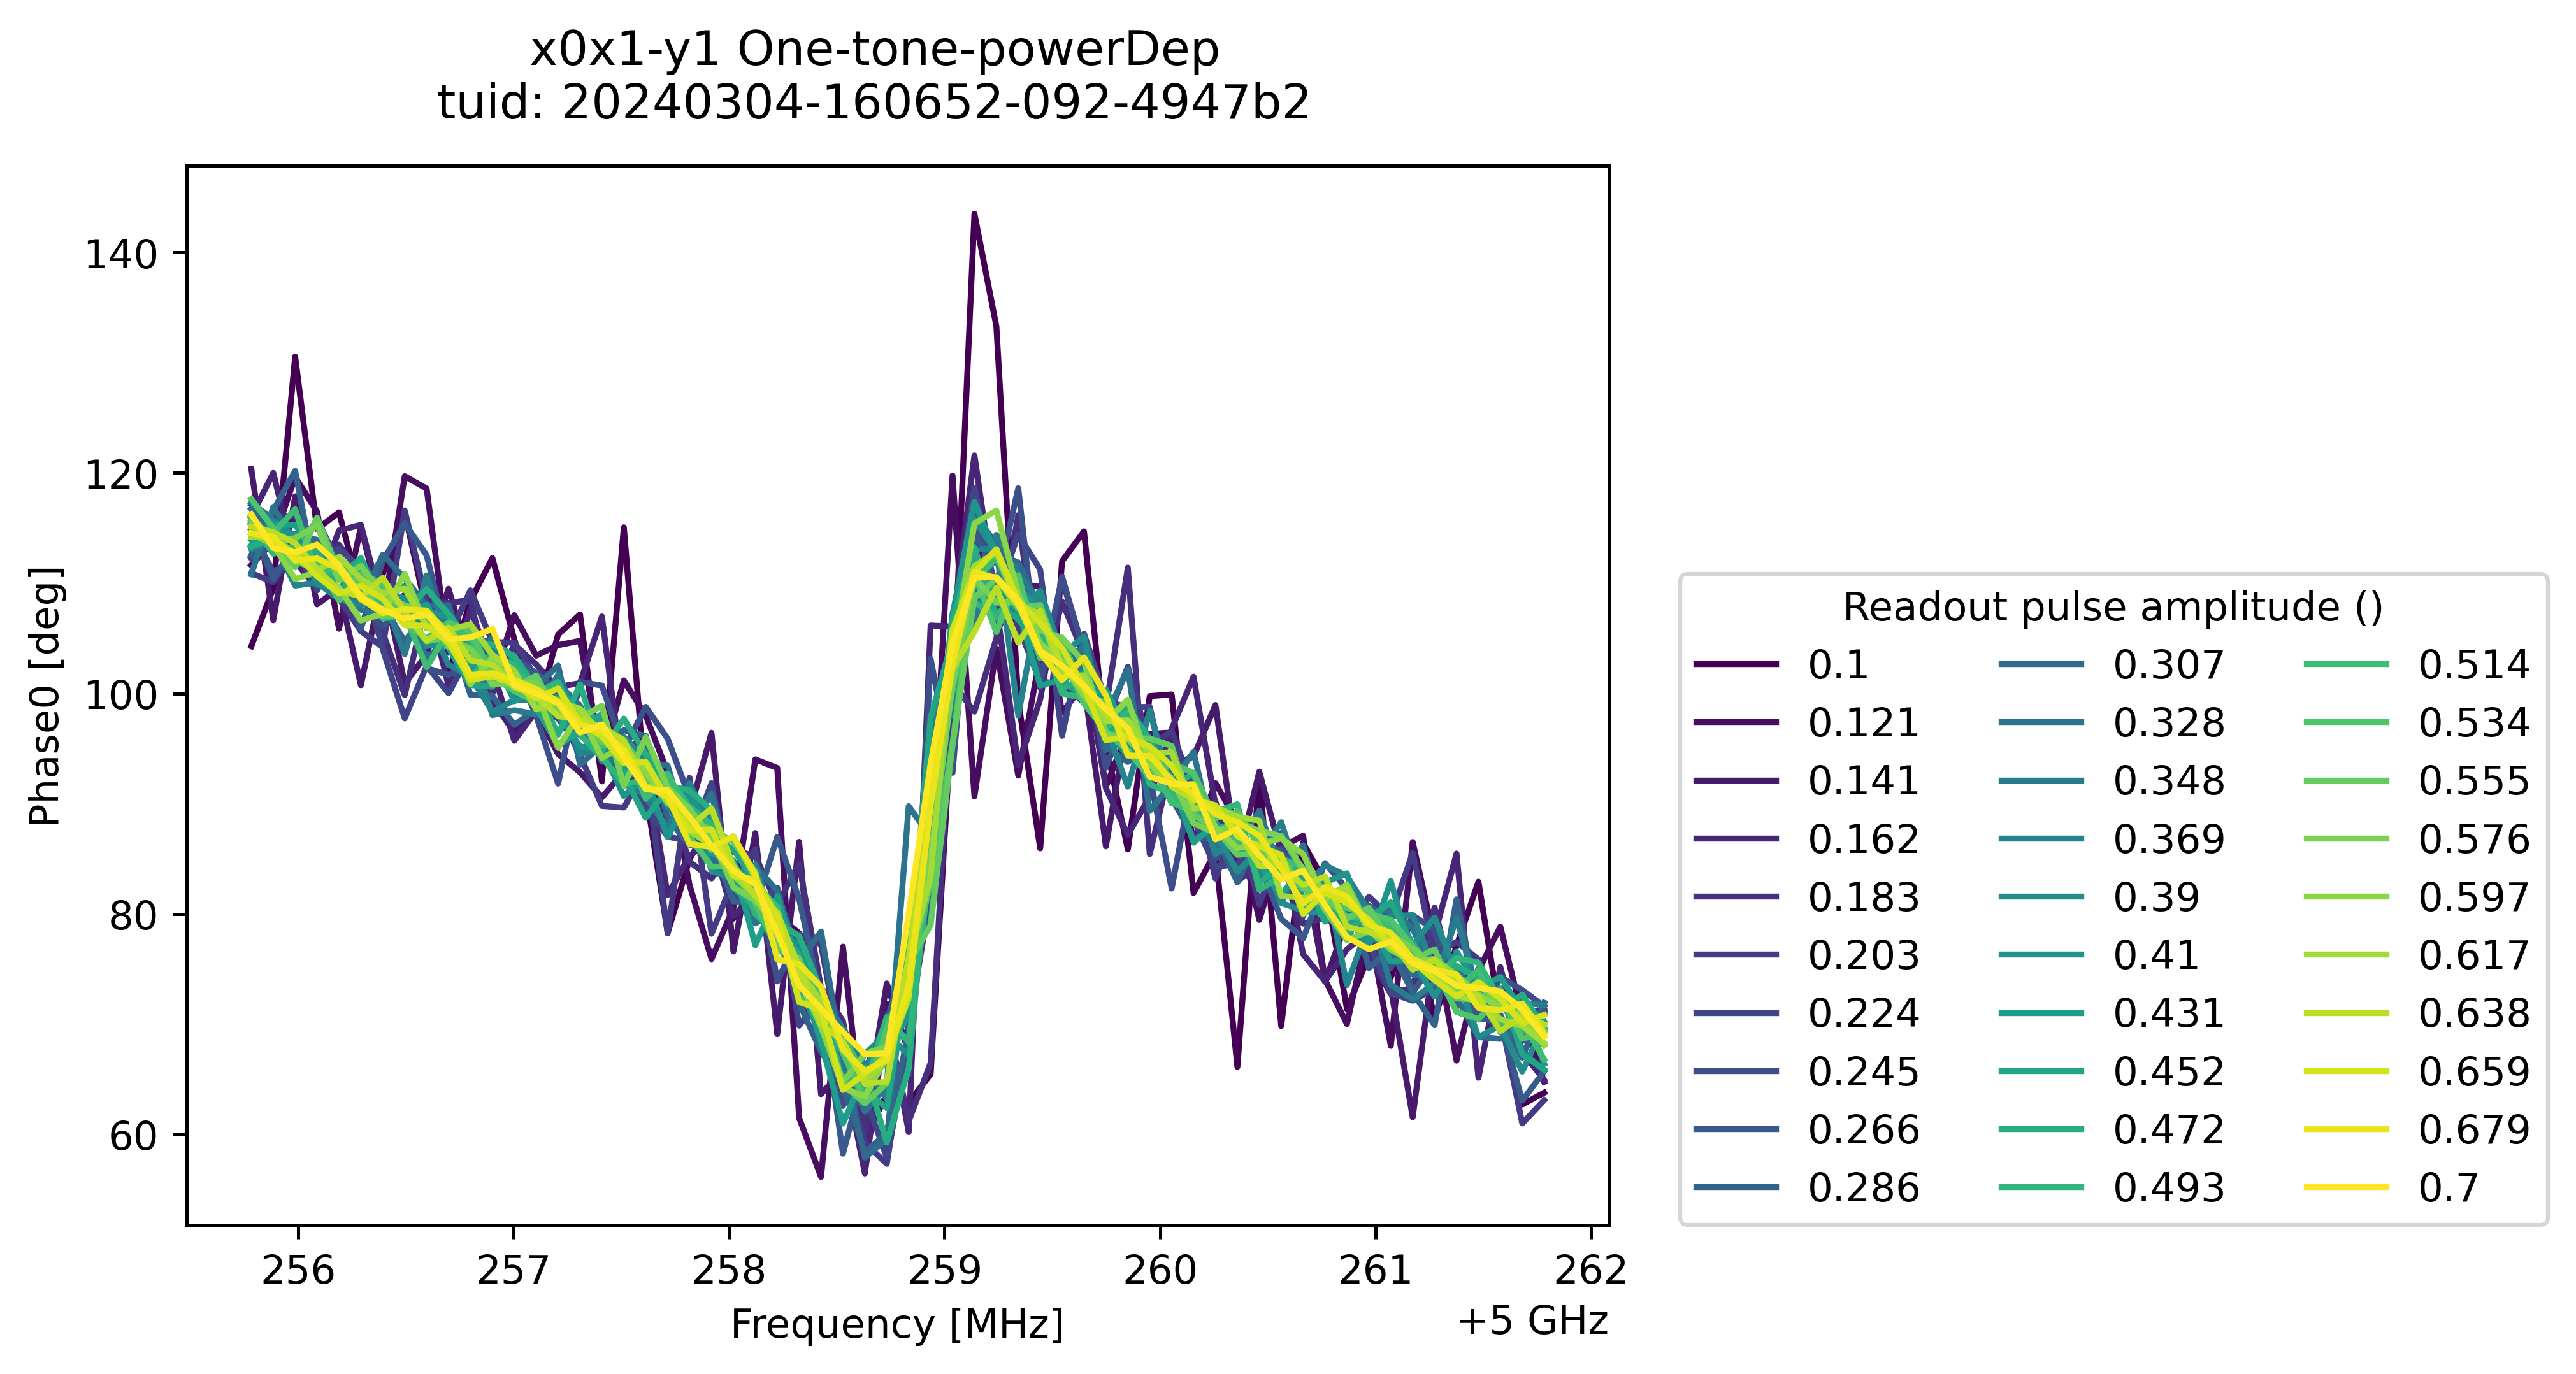 x0x1-y1 One-tone-powerDep
tuid: 20240304-160652-092-4947b2
Phase0 [deg]
140
120
100
80
60
256 257 258 259 260 261 262
Frequency [MHz]
+5 GHz
Readout pulse amplitude ()
0.1 0.307 0.514
0.121 0.328 0.534
0.141 0.348 0.555
0.162 0.369 0.576
0.183 0.39 0.597
0.203 0.41 0.617
0.224 0.431 0.638
0.245 0.452 0.659
0.266 0.472 0.679
0.286 0.493 0.7